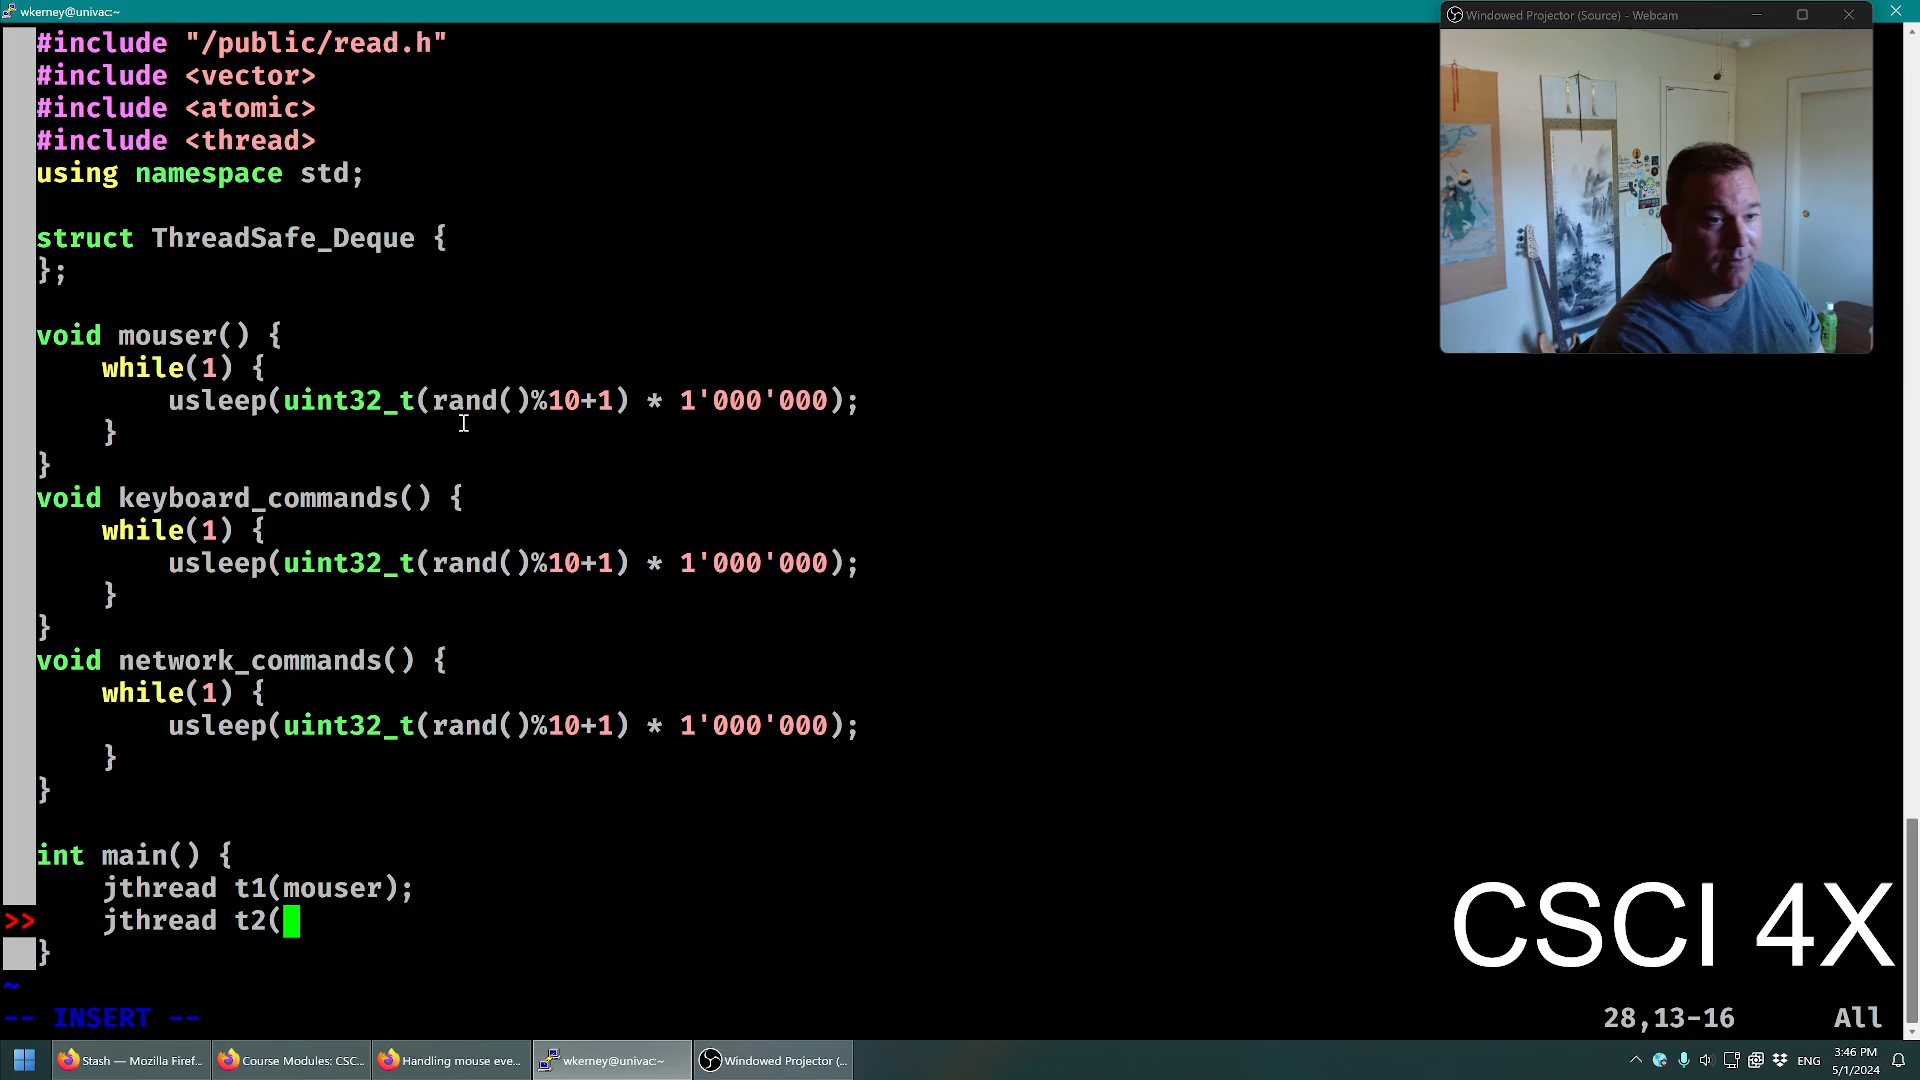 wkerney@univac:~
Windowed Projector (Source) - Webcam
#include "/public/read.h"
#include <vector>
#include <atomic>
#include <thread>
using namespace std;
struct ThreadSafe_Deque {
};
void mouser() {
while(1) {
usleep(uint32_t(rand()%10+1) * 1'000'000);
}
}
void keyboard_commands() {
while(1) {
usleep(uint32_t(rand()%10+1) * 1'000'000);
}
}
void network_commands() {
while(1) {
usleep(uint32_t(rand()%10+1) * 1'000'000);
}
}
int main() {
jthread t1(mouser);
>> jthread t2(
}
~
CSCI 4X
-- INSERT --
28,13-16
All
Stash — Mozilla Firef...
Course Modules: CSC...
Handling mouse eve...
wkerney@univac:~
Windowed Projector (...
ENG
3:46 PM
5/1/2024